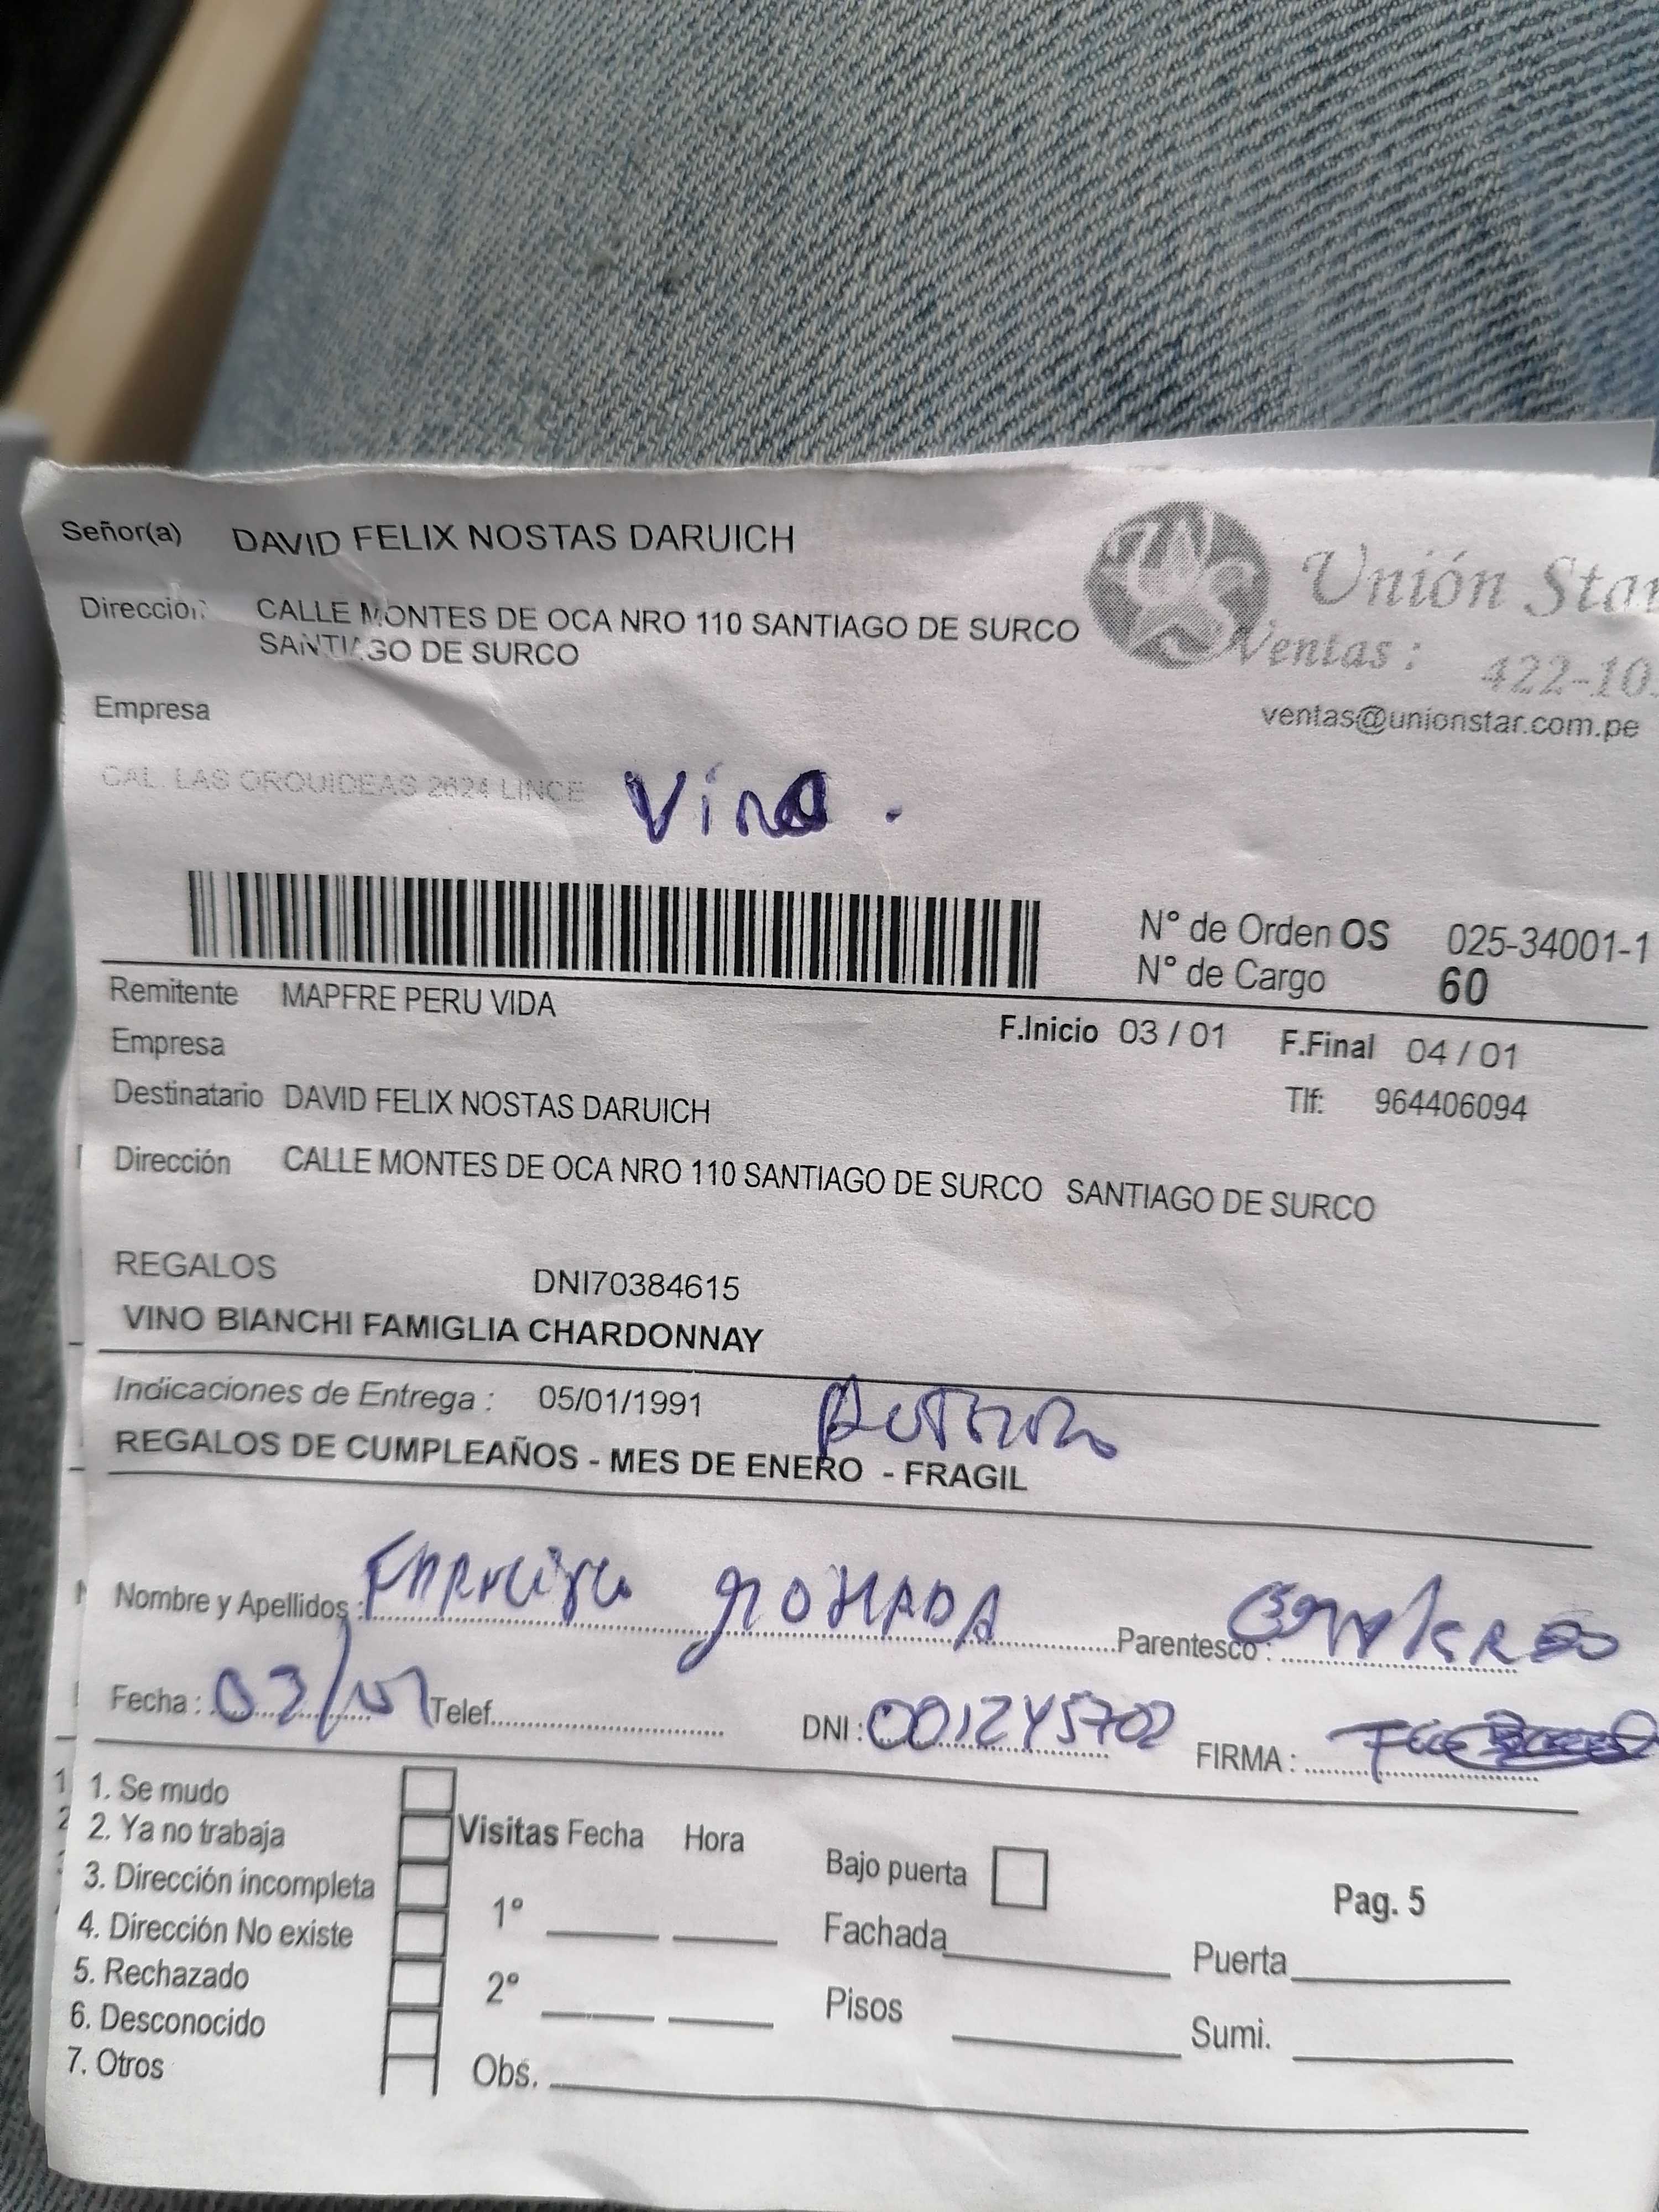 Señor(a) DAVID FELIX NOSTAS DARUICH
Dirección CALLE MONTES DE OCA NRO 110 SANTIAGO DE SURCO
SANTIAGO DE SURCO
Unión Star
Ventas : 422-10
ventas@unionstar.com.pe
Empresa
CAL. LAS ORQUIDEAS 2624 LINCE
Vino.
N° de Orden OS 025-34001-1
N° de Cargo 60
Remitente MAPFRE PERU VIDA
F.Inicio 03 / 01 F.Final 04 / 01
Empresa
Destinatario DAVID FELIX NOSTAS DARUICH
Tlf: 964406094
Dirección CALLE MONTES DE OCA NRO 110 SANTIAGO DE SURCO SANTIAGO DE SURCO
REGALOS DNI70384615
VINO BIANCHI FAMIGLIA CHARDONNAY
Indicaciones de Entrega : 05/01/1991
REGALOS DE CUMPLEAÑOS - MES DE ENERO - FRAGIL
Nombre y Apellidos : Parentesco :
Fecha : Telef. DNI : 001245702 FIRMA :
1. Se mudo
2. Ya no trabaja
3. Dirección incompleta
4. Dirección No existe
5. Rechazado
6. Desconocido
7. Otros
Visitas Fecha Hora
1°
2°
Obs.
Bajo puerta
Fachada
Pisos
Pag. 5
Puerta
Sumi.